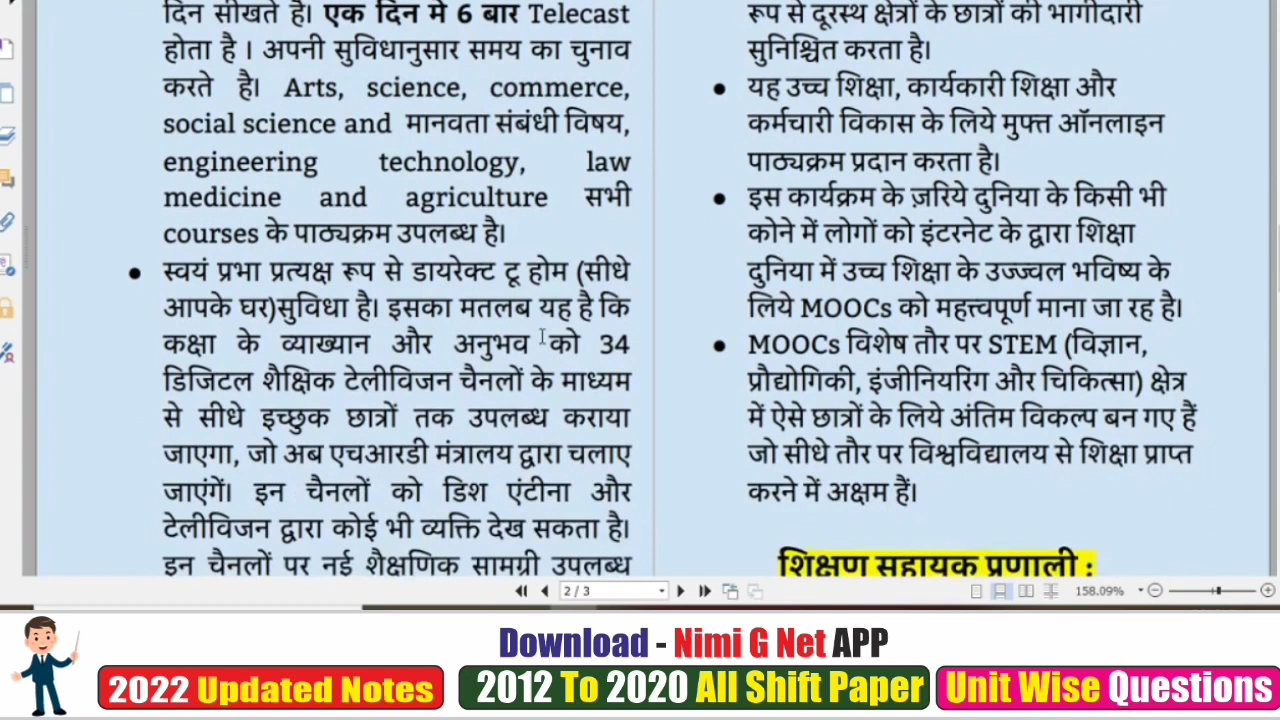 दिन सीखते है। एक दिन मे 6 बार Telecast
होता है । अपनी सुविधानुसार समय का चुनाव
करते है। Arts, science, commerce,
social science and मानवता संबंधी विषय,
engineering technology, law
medicine and agriculture सभी
courses के पाठ्यक्रम उपलब्ध है।
● स्वयं प्रभा प्रत्यक्ष रूप से डायरेक्ट टू होम (सीधे
आपके घर)सुविधा है। इसका मतलब यह है कि
कक्षा के व्याख्यान और अनुभव को 34
डिजिटल शैक्षिक टेलीविजन चैनलों के माध्यम
से सीधे इच्छुक छात्रों तक उपलब्ध कराया
जाएगा, जो अब एचआरडी मंत्रालय द्वारा चलाए
जाएंगें। इन चैनलों को डिश एंटीना और
टेलीविजन द्वारा कोई भी व्यक्ति देख सकता है।
इन चैनलों पर नई शैक्षणिक सामग्री उपलब्ध
रूप से दूरस्थ क्षेत्रों के छात्रों की भागीदारी
सुनिश्चित करता है।
● यह उच्च शिक्षा, कार्यकारी शिक्षा और
कर्मचारी विकास के लिये मुफ्त ऑनलाइन
पाठ्यक्रम प्रदान करता है।
● इस कार्यक्रम के ज़रिये दुनिया के किसी भी
कोने में लोगों को इंटरनेट के द्वारा शिक्षा
दुनिया में उच्च शिक्षा के उज्ज्वल भविष्य के
लिये MOOCs को महत्त्वपूर्ण माना जा रह है।
● MOOCs विशेष तौर पर STEM (विज्ञान,
प्रौद्योगिकी, इंजीनियरिंग और चिकित्सा) क्षेत्र
में ऐसे छात्रों के लिये अंतिम विकल्प बन गए हैं
जो सीधे तौर पर विश्वविद्यालय से शिक्षा प्राप्त
करने में अक्षम हैं।
शिक्षण सहायक प्रणाली :
2 / 3
158.09%
Download - Nimi G Net APP
2022 Updated Notes
2012 To 2020 All Shift Paper
Unit Wise Questions